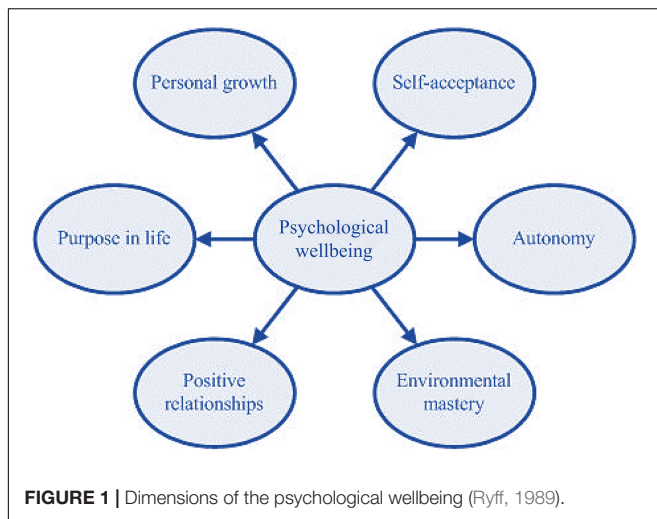 Personal growth
Self-acceptance
Purpose in life
Psychological
wellbeing
Autonomy
Positive
relationships
Environmental
mastery
FIGURE 1 | Dimensions of the psychological wellbeing (Ryff, 1989).